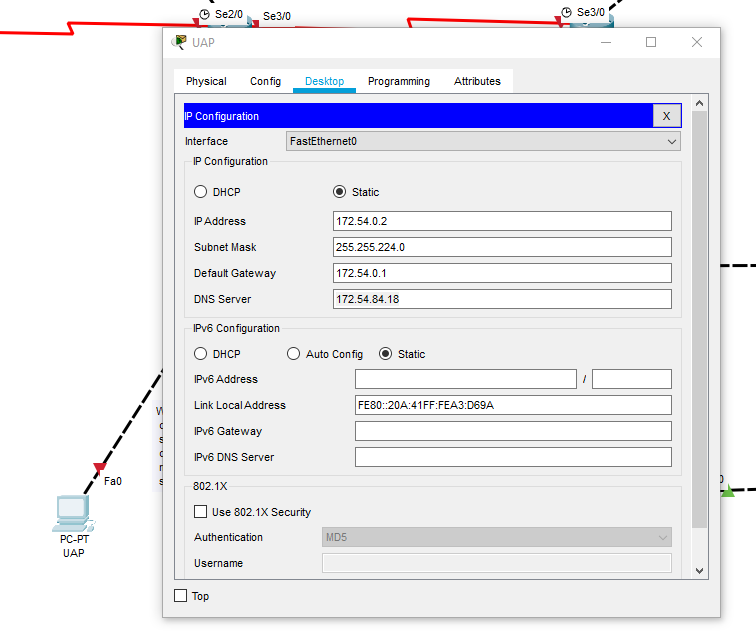 Se2/0
Se3/0
Se3/0
UAP
Physical Config Desktop Programming Attributes
IP Configuration X
Interface FastEthernet0
IP Configuration
DHCP Static
IP Address 172.54.0.2
Subnet Mask 255.255.224.0
Default Gateway 172.54.0.1
DNS Server 172.54.84.18
IPv6 Configuration
DHCP Auto Config Static
IPv6 Address /
Link Local Address FE80::20A:41FF:FEA3:D69A
IPv6 Gateway
IPv6 DNS Server
802.1X
Use 802.1X Security
Authentication MD5
Username
Top
Fa0
PC-PT
UAP